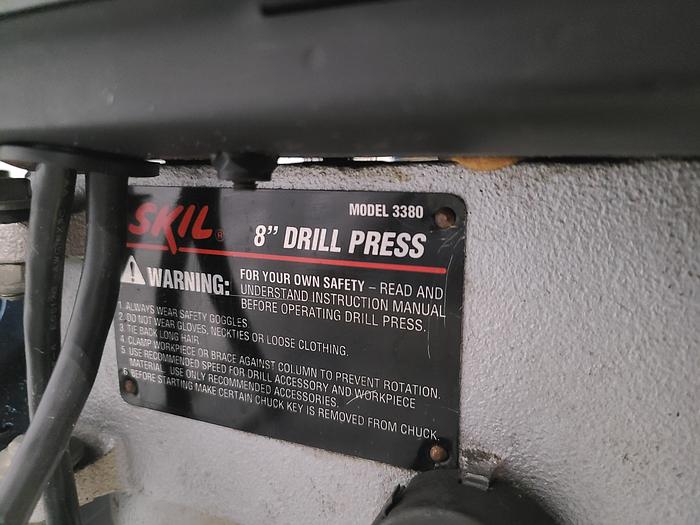 SKIL®
MODEL 3380
8" DRILL PRESS
WARNING:
FOR YOUR OWN SAFETY – READ AND
UNDERSTAND INSTRUCTION MANUAL
BEFORE OPERATING DRILL PRESS.
1. ALWAYS WEAR SAFETY GOGGLES
2. DO NOT WEAR GLOVES, NECKTIES OR LOOSE CLOTHING.
3. TIE BACK LONG HAIR
4. CLAMP WORKPIECE OR BRACE AGAINST COLUMN TO PREVENT ROTATION.
5. USE RECOMMENDED SPEED FOR DRILL ACCESSORY AND WORKPIECE
MATERIAL. USE ONLY RECOMMENDED ACCESSORIES.
6. BEFORE STARTING MAKE CERTAIN CHUCK KEY IS REMOVED FROM CHUCK.